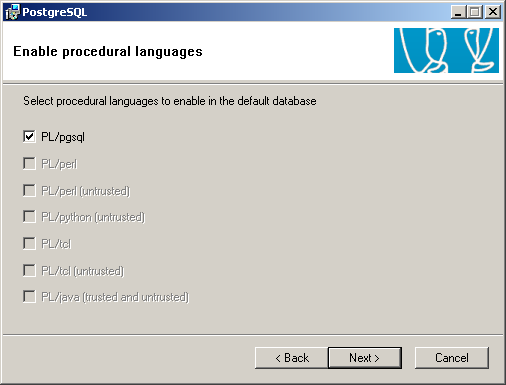 PostgreSQL
Enable procedural languages
Select procedural languages to enable in the default database
PL/pgsql
PL/perl
PL/perl (untrusted)
PL/python (untrusted)
PL/tcl
PL/tcl (untrusted)
PL/java (trusted and untrusted)
< Back Next > Cancel